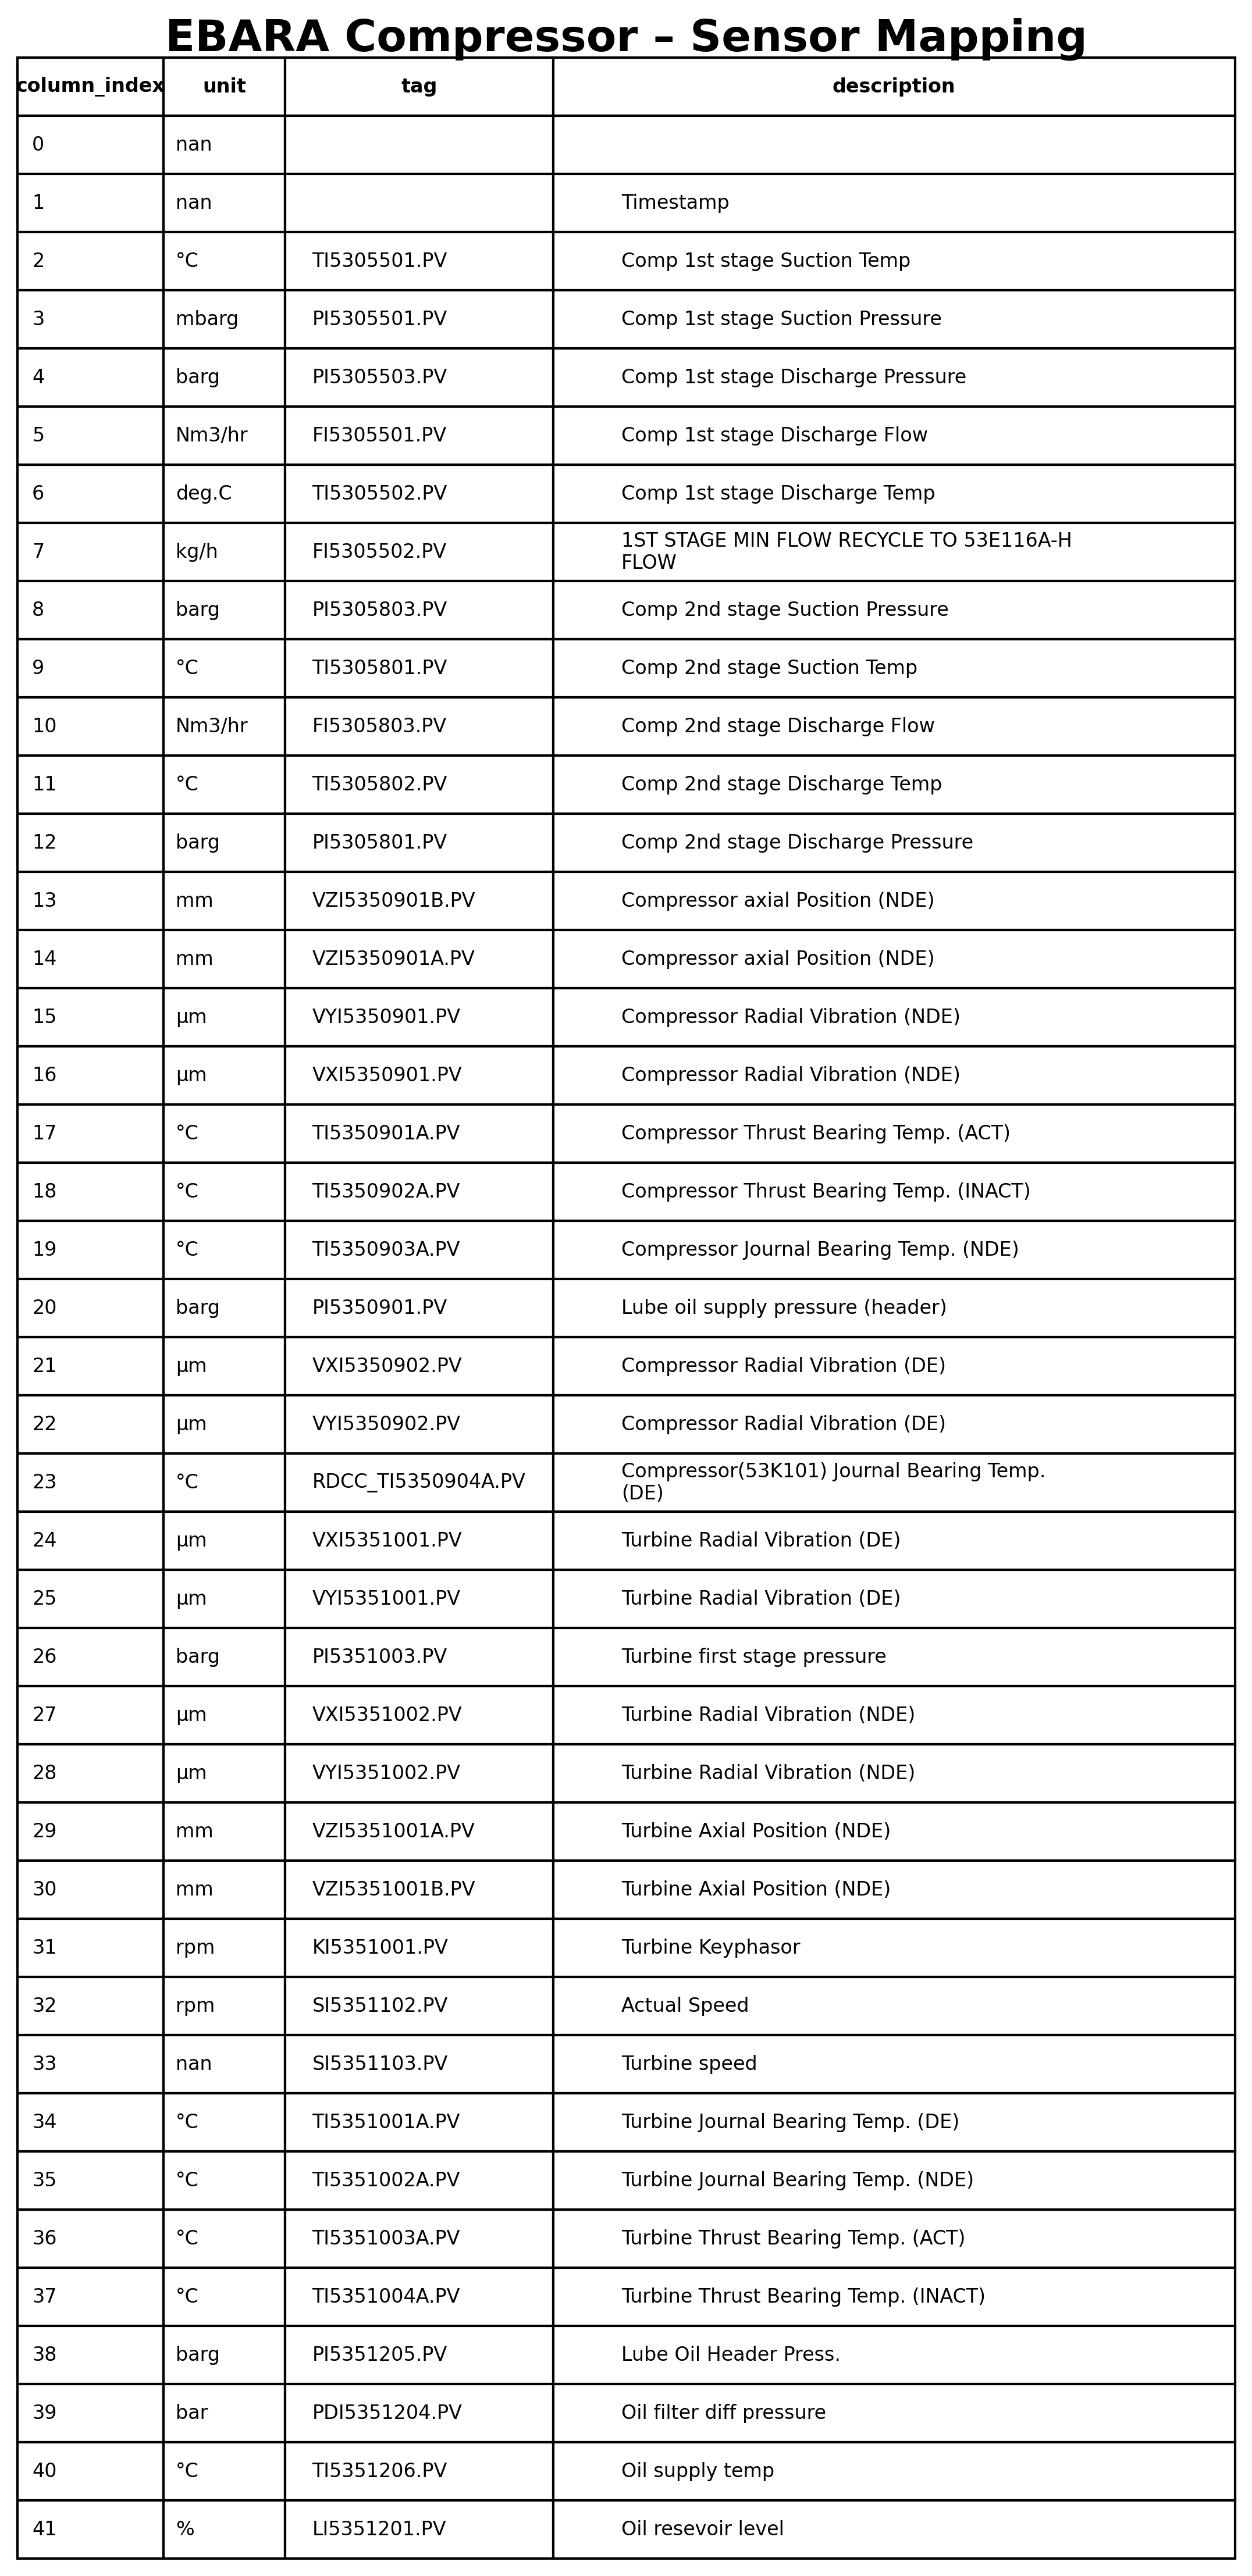 EBARA Compressor – Sensor Mapping
column_index unit tag description
0 nan
1 nan Timestamp
2 °C TI5305501.PV Comp 1st stage Suction Temp
3 mbarg PI5305501.PV Comp 1st stage Suction Pressure
4 barg PI5305503.PV Comp 1st stage Discharge Pressure
5 Nm3/hr FI5305501.PV Comp 1st stage Discharge Flow
6 deg.C TI5305502.PV Comp 1st stage Discharge Temp
7 kg/h FI5305502.PV 1ST STAGE MIN FLOW RECYCLE TO 53E116A-H
FLOW
8 barg PI5305803.PV Comp 2nd stage Suction Pressure
9 °C TI5305801.PV Comp 2nd stage Suction Temp
10 Nm3/hr FI5305803.PV Comp 2nd stage Discharge Flow
11 °C TI5305802.PV Comp 2nd stage Discharge Temp
12 barg PI5305801.PV Comp 2nd stage Discharge Pressure
13 mm VZI5350901B.PV Compressor axial Position (NDE)
14 mm VZI5350901A.PV Compressor axial Position (NDE)
15 µm VYI5350901.PV Compressor Radial Vibration (NDE)
16 µm VXI5350901.PV Compressor Radial Vibration (NDE)
17 °C TI5350901A.PV Compressor Thrust Bearing Temp. (ACT)
18 °C TI5350902A.PV Compressor Thrust Bearing Temp. (INACT)
19 °C TI5350903A.PV Compressor Journal Bearing Temp. (NDE)
20 barg PI5350901.PV Lube oil supply pressure (header)
21 µm VXI5350902.PV Compressor Radial Vibration (DE)
22 µm VYI5350902.PV Compressor Radial Vibration (DE)
23 °C RDCC_TI5350904A.PV Compressor(53K101) Journal Bearing Temp.
(DE)
24 µm VXI5351001.PV Turbine Radial Vibration (DE)
25 µm VYI5351001.PV Turbine Radial Vibration (DE)
26 barg PI5351003.PV Turbine first stage pressure
27 µm VXI5351002.PV Turbine Radial Vibration (NDE)
28 µm VYI5351002.PV Turbine Radial Vibration (NDE)
29 mm VZI5351001A.PV Turbine Axial Position (NDE)
30 mm VZI5351001B.PV Turbine Axial Position (NDE)
31 rpm KI5351001.PV Turbine Keyphasor
32 rpm SI5351102.PV Actual Speed
33 nan SI5351103.PV Turbine speed
34 °C TI5351001A.PV Turbine Journal Bearing Temp. (DE)
35 °C TI5351002A.PV Turbine Journal Bearing Temp. (NDE)
36 °C TI5351003A.PV Turbine Thrust Bearing Temp. (ACT)
37 °C TI5351004A.PV Turbine Thrust Bearing Temp. (INACT)
38 barg PI5351205.PV Lube Oil Header Press.
39 bar PDI5351204.PV Oil filter diff pressure
40 °C TI5351206.PV Oil supply temp
41 % LI5351201.PV Oil resevoir level